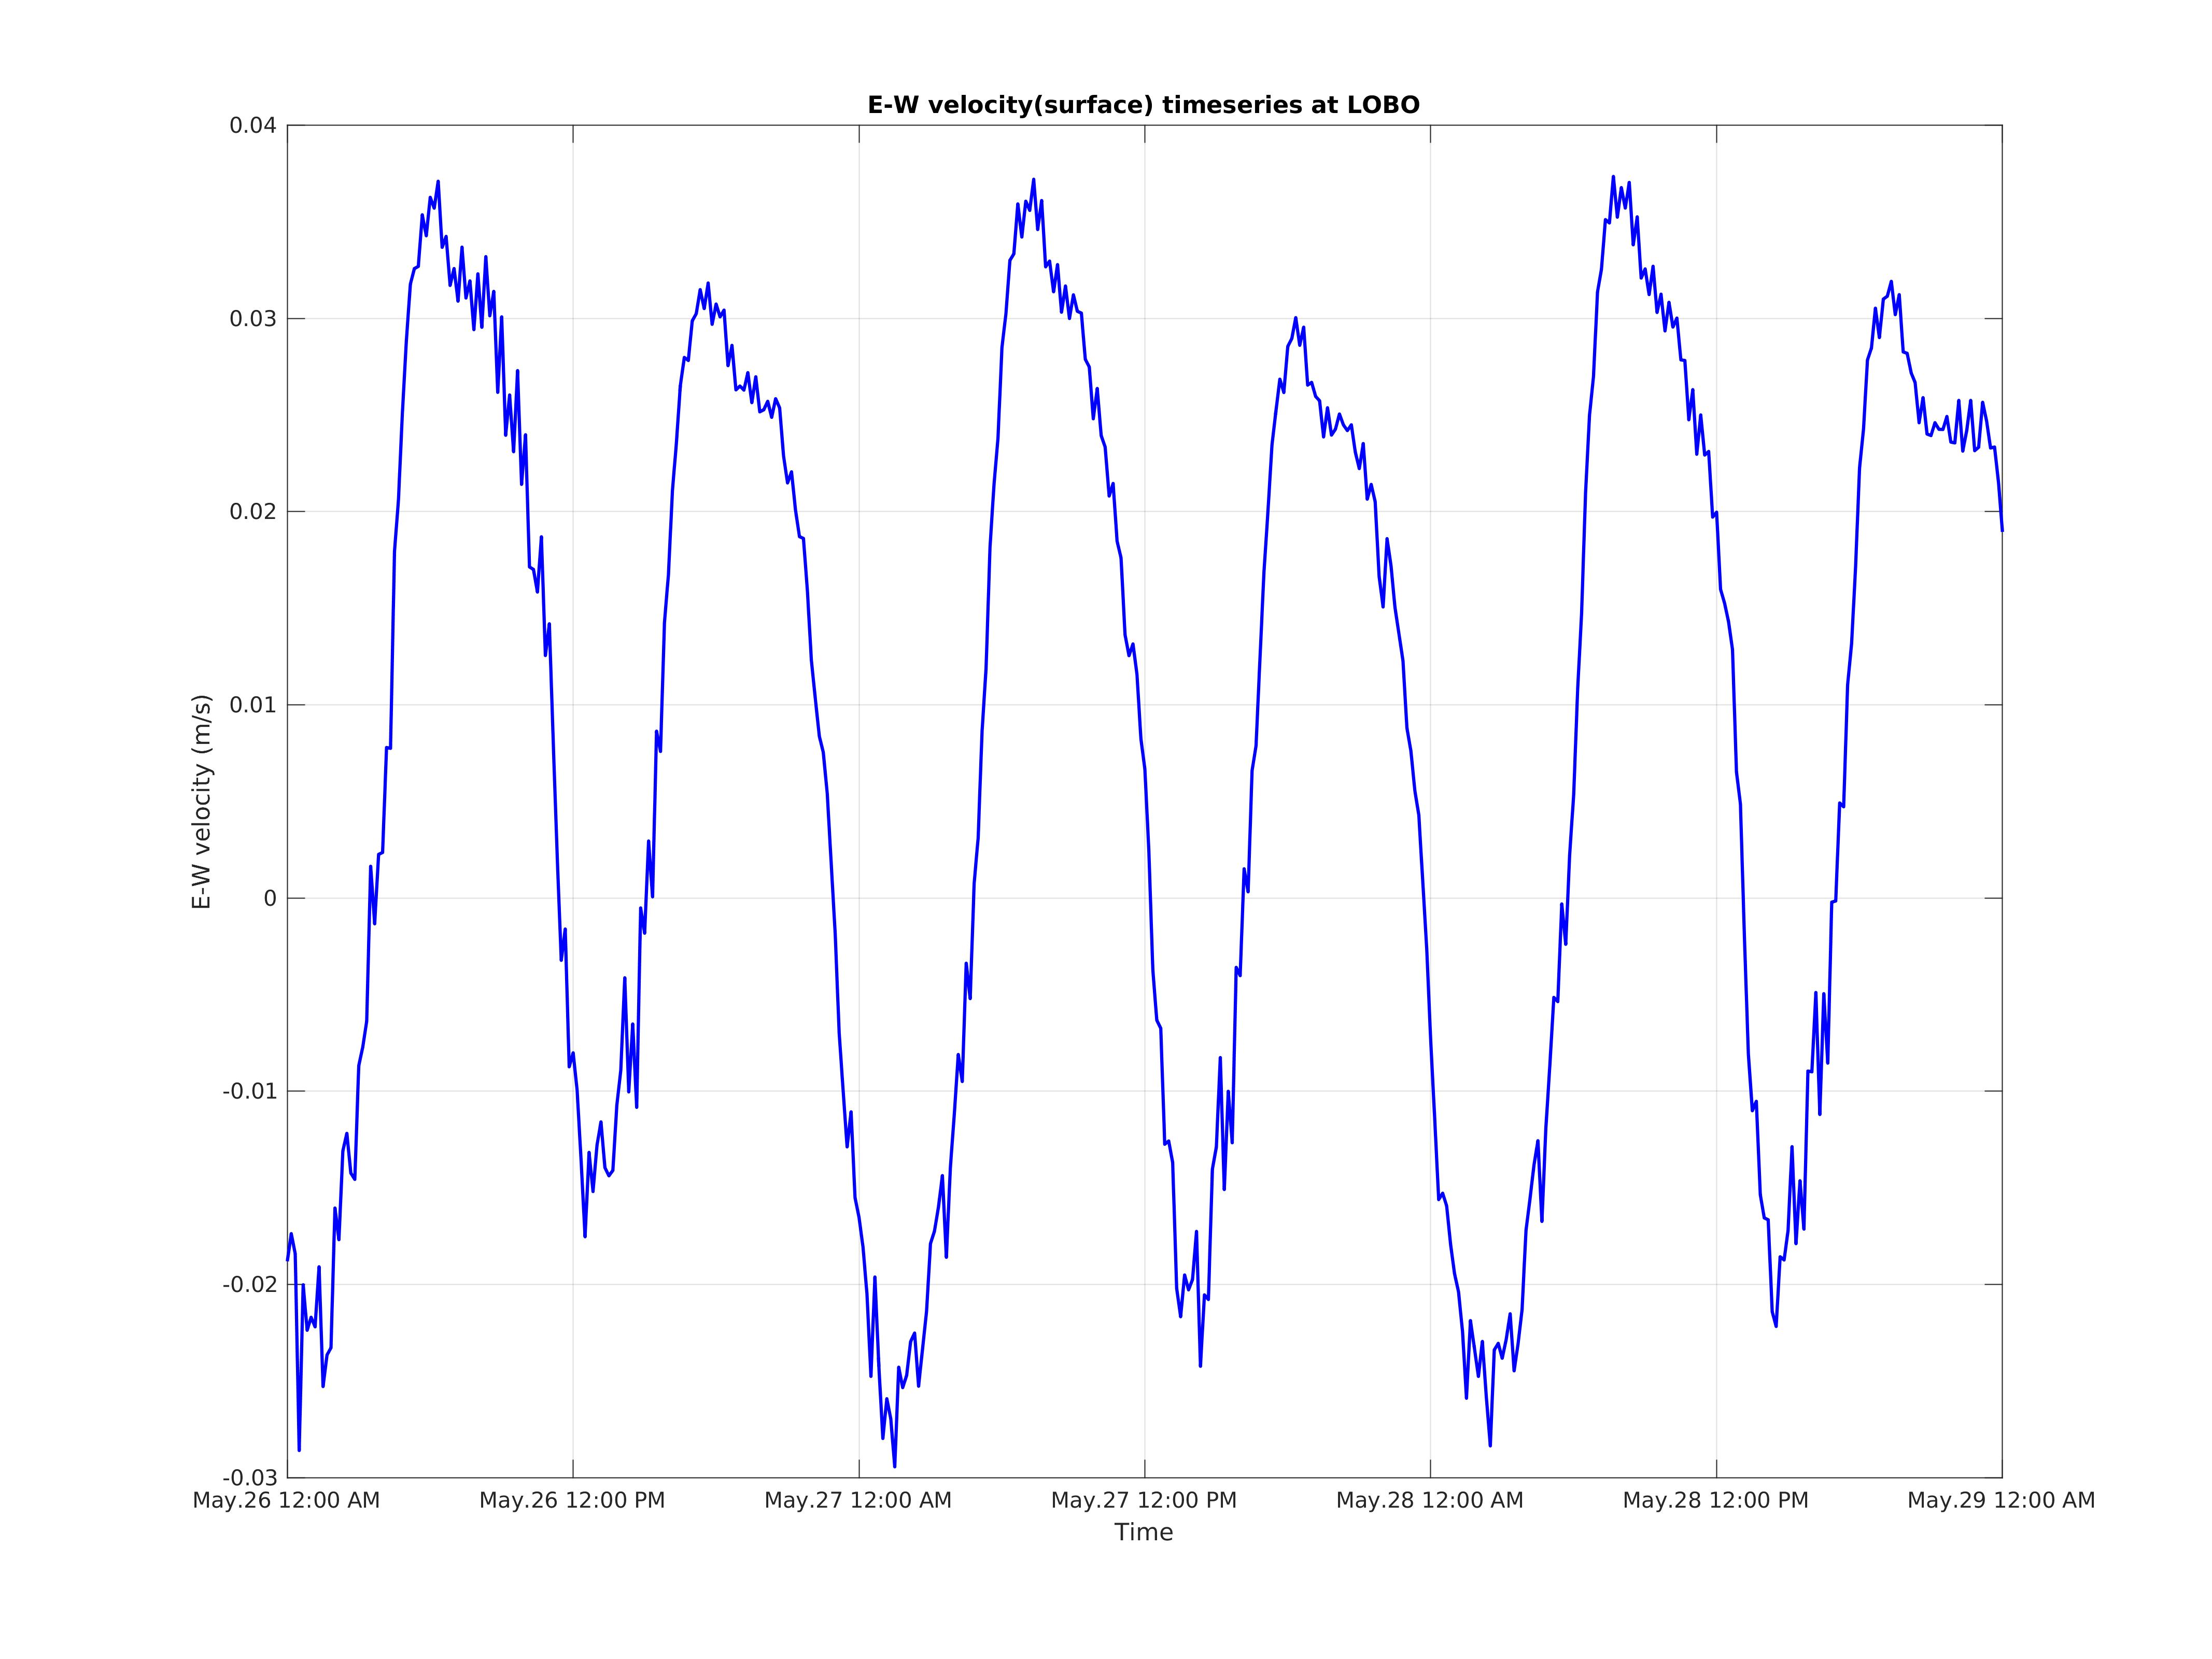 E-W velocity(surface) timeseries at LOBO
0.04
0.03
0.02
0.01
0
-0.01
-0.02
-0.03
E-W velocity (m/s)
May.26 12:00 AM May.26 12:00 PM May.27 12:00 AM May.27 12:00 PM May.28 12:00 AM May.28 12:00 PM May.29 12:00 AM
Time